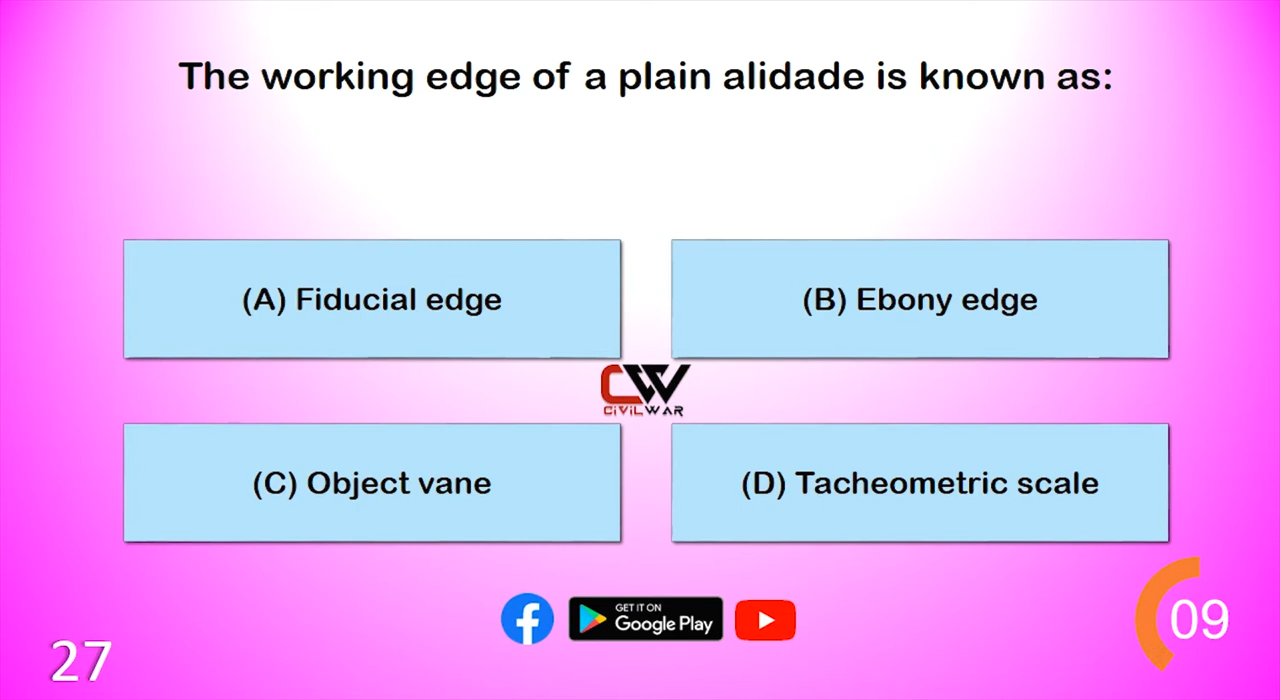 The working edge of a plain alidade is known as:
(A) Fiducial edge
(B) Ebony edge
CW
CIVILWAR
(C) Object vane
(D) Tacheometric scale
GET IT ON
Google Play
09
27